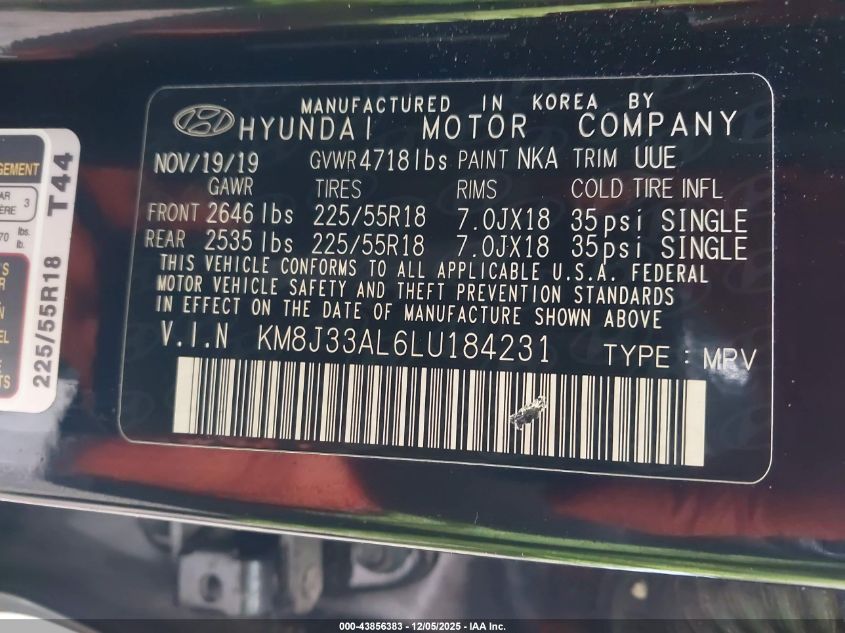 MANUFACTURED IN KOREA BY
HYUNDAI MOTOR COMPANY
NOV/19/19 GVWR 4718 lbs PAINT NKA TRIM UUE
GAWR TIRES RIMS COLD TIRE INFL
FRONT 2646 lbs 225/55R18 7.0JX18 35psi SINGLE
REAR 2535 lbs 225/55R18 7.0JX18 35psi SINGLE
THIS VEHICLE CONFORMS TO ALL APPLICABLE U.S.A. FEDERAL
MOTOR VEHICLE SAFETY AND THEFT PREVENTION STANDARDS
IN EFFECT ON THE DATE OF MANUFACTURE SHOWN ABOVE
V.I.N KM8J33AL6LU184231 TYPE : MPV
3
lbs.
lb.
225/55R18 T44
000-43856383 - 12/05/2025 - IAA Inc.